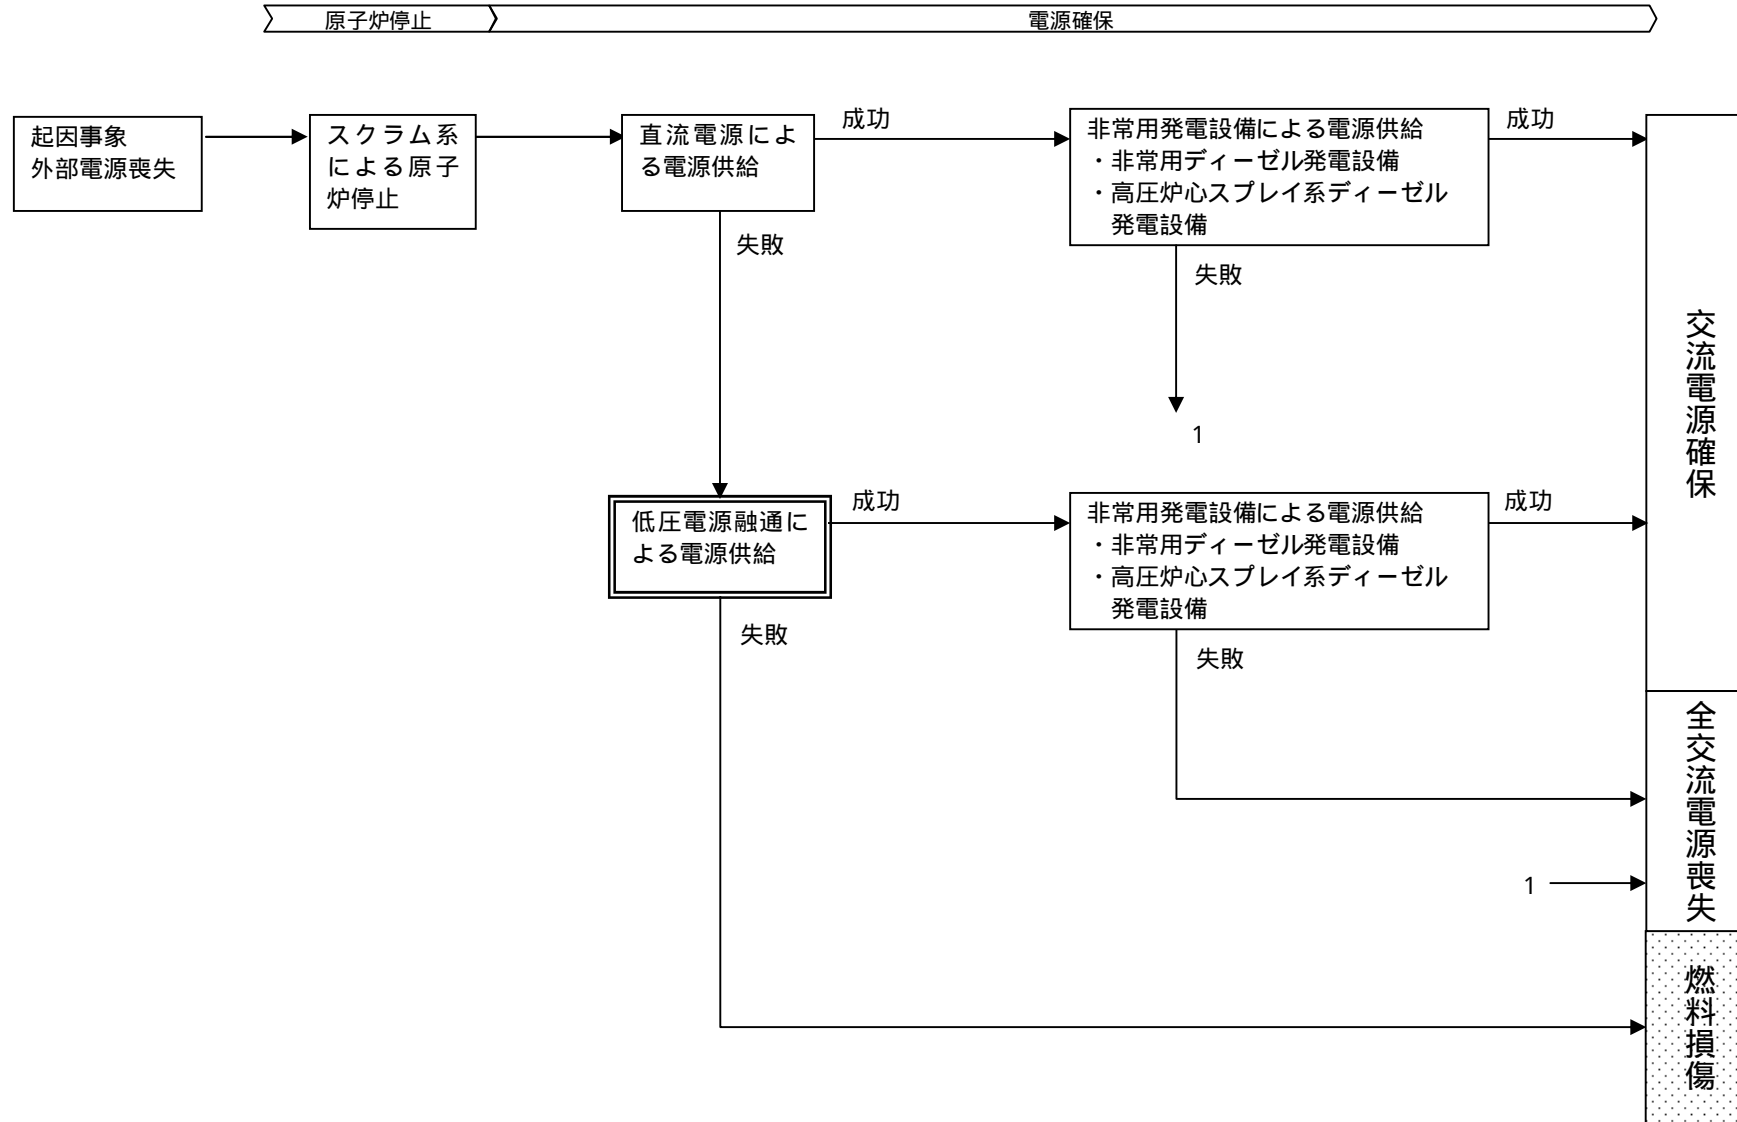 原子炉停止
電源確保
起因事象
外部電源喪失
スクラム系
による原子
炉停止
直流電源によ
る電源供給
成功
非常用発電設備による電源供給
・非常用ディーゼル発電設備
・高圧炉心スプレイ系ディーゼル
発電設備
成功
失敗
失敗
1
交流電源確保
低圧電源融通に
よる電源供給
成功
非常用発電設備による電源供給
・非常用ディーゼル発電設備
・高圧炉心スプレイ系ディーゼル
発電設備
成功
失敗
失敗
全交流電源喪失
1
燃料損傷